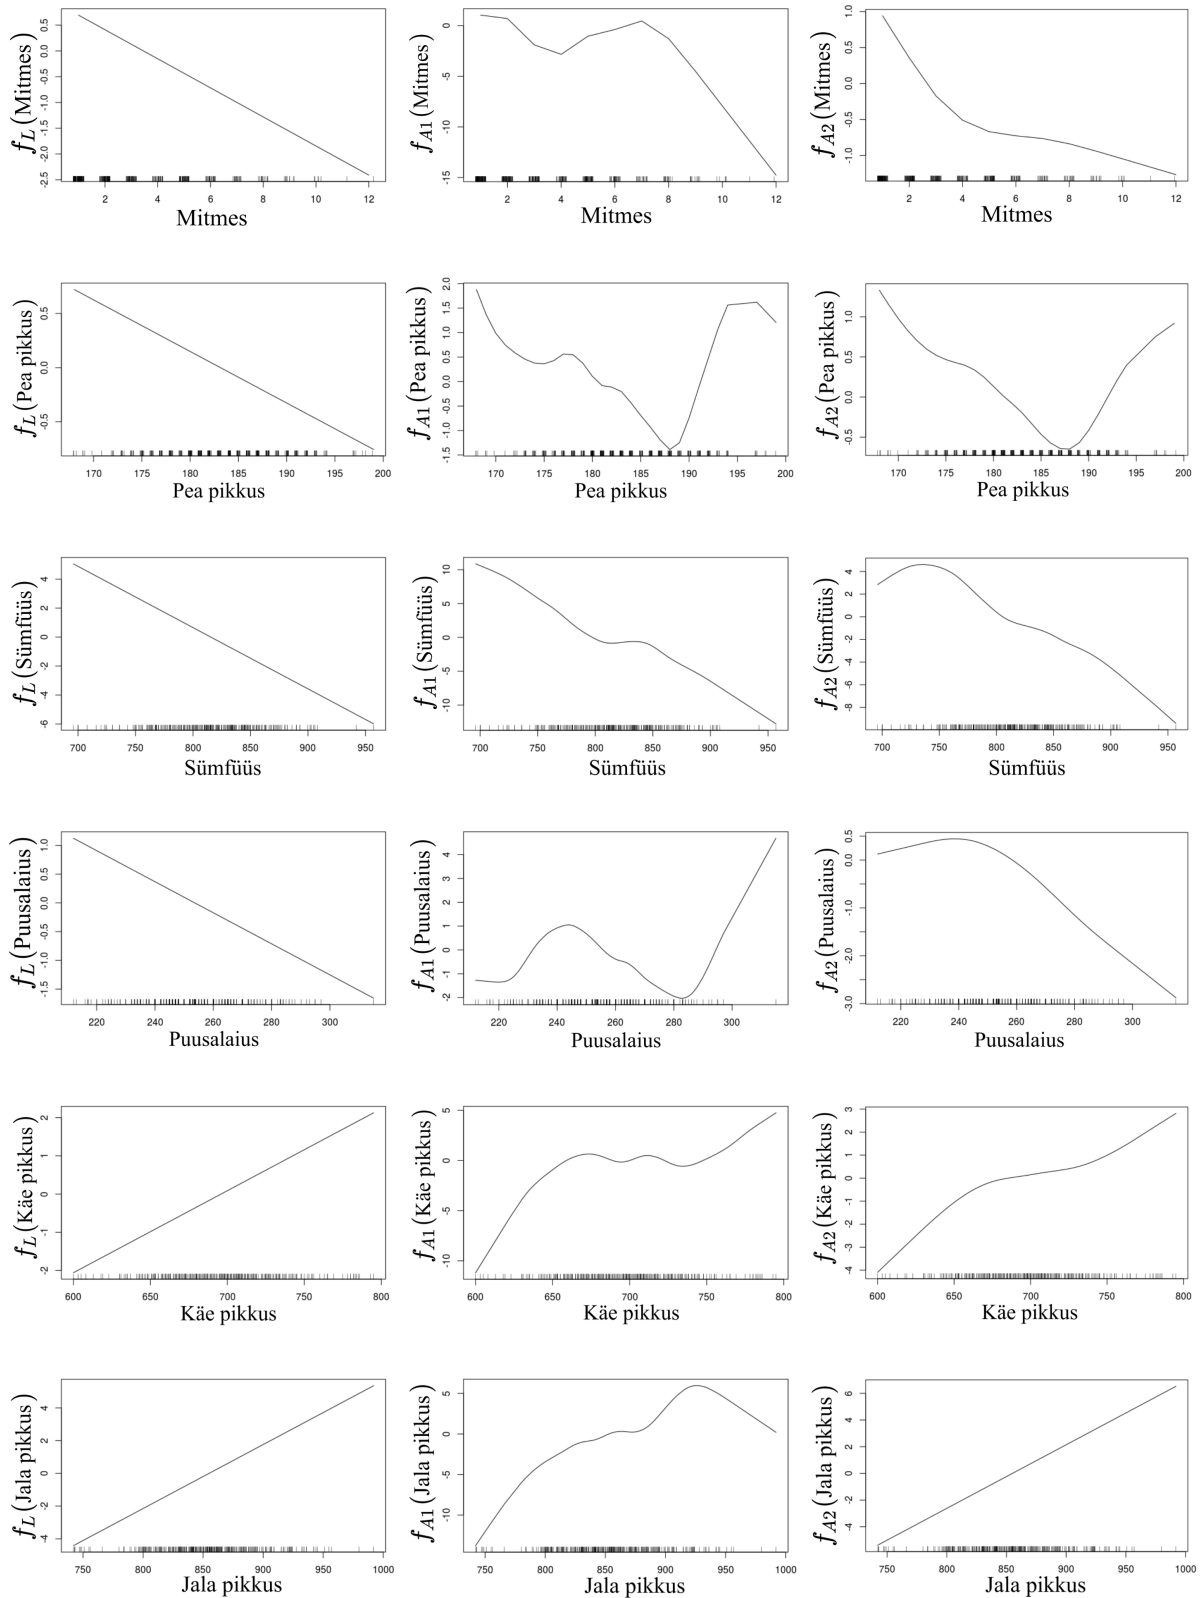 f_L(Mitmes)
0.5
0.0
-0.5
-1.0
-1.5
-2.0
-2.5
2 4 6 8 10 12
Mitmes
f_A1(Mitmes)
0
-5
-10
-15
2 4 6 8 10 12
Mitmes
f_A2(Mitmes)
1.0
0.5
0.0
-0.5
-1.0
2 4 6 8 10 12
Mitmes
f_L(Pea pikkus)
0.5
0.0
-0.5
170 175 180 185 190 195 200
Pea pikkus
f_A1(Pea pikkus)
2.0
1.5
1.0
0.5
0.0
-0.5
-1.0
-1.5
170 175 180 185 190 195 200
Pea pikkus
f_A2(Pea pikkus)
1.0
0.5
0.0
-0.5
170 175 180 185 190 195 200
Pea pikkus
f_L(Sümfüüs)
4
2
0
-2
-4
-6
700 750 800 850 900 950
Sümfüüs
f_A1(Sümfüüs)
10
5
0
-5
-10
700 750 800 850 900 950
Sümfüüs
f_A2(Sümfüüs)
4
2
0
-2
-4
-6
-8
700 750 800 850 900 950
Sümfüüs
f_L(Puusalaius)
1.0
0.5
0.0
-0.5
-1.0
-1.5
220 240 260 280 300
Puusalaius
f_A1(Puusalaius)
4
3
2
1
0
-1
-2
220 240 260 280 300
Puusalaius
f_A2(Puusalaius)
0.5
0.0
-1.0
-2.0
-3.0
220 240 260 280 300
Puusalaius
f_L(Käe pikkus)
2
1
0
-1
-2
600 650 700 750 800
Käe pikkus
f_A1(Käe pikkus)
5
0
-5
-10
600 650 700 750 800
Käe pikkus
f_A2(Käe pikkus)
3
2
1
0
-1
-2
-3
-4
600 650 700 750 800
Käe pikkus
f_L(Jala pikkus)
4
2
0
-2
-4
750 800 850 900 950 1000
Jala pikkus
f_A1(Jala pikkus)
5
0
-5
-10
750 800 850 900 950 1000
Jala pikkus
f_A2(Jala pikkus)
6
4
2
0
-2
-4
750 800 850 900 950 1000
Jala pikkus